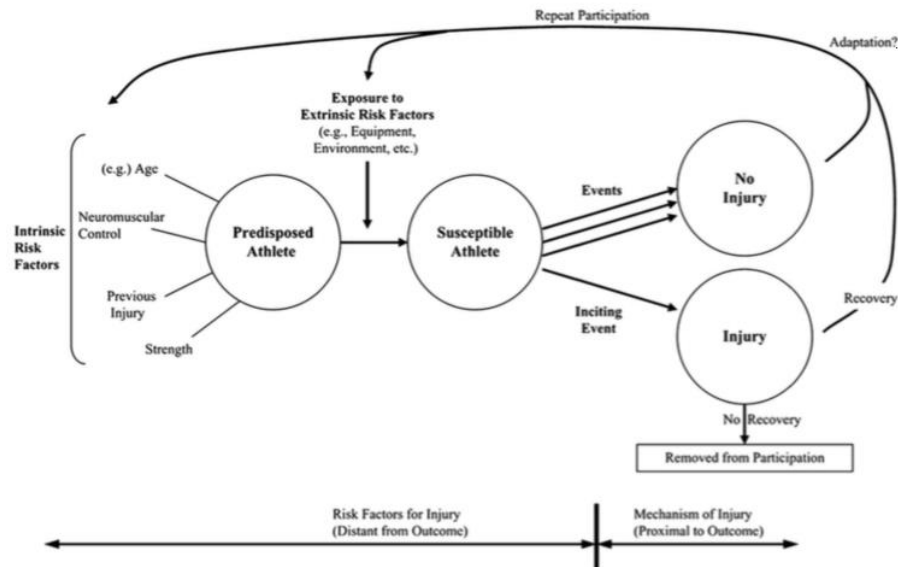 Repeat Participation
Adaptation?
Exposure to
Extrinsic Risk Factors
(e.g., Equipment,
Environment, etc.)
(e.g.) Age
Neuromuscular
Control
Previous
Injury
Strength
Intrinsic
Risk
Factors
Predisposed
Athlete
Susceptible
Athlete
Events
No
Injury
Inciting
Event
Injury
Recovery
No Recovery
Removed from Participation
Risk Factors for Injury
(Distant from Outcome)
Mechanism of Injury
(Proximal to Outcome)